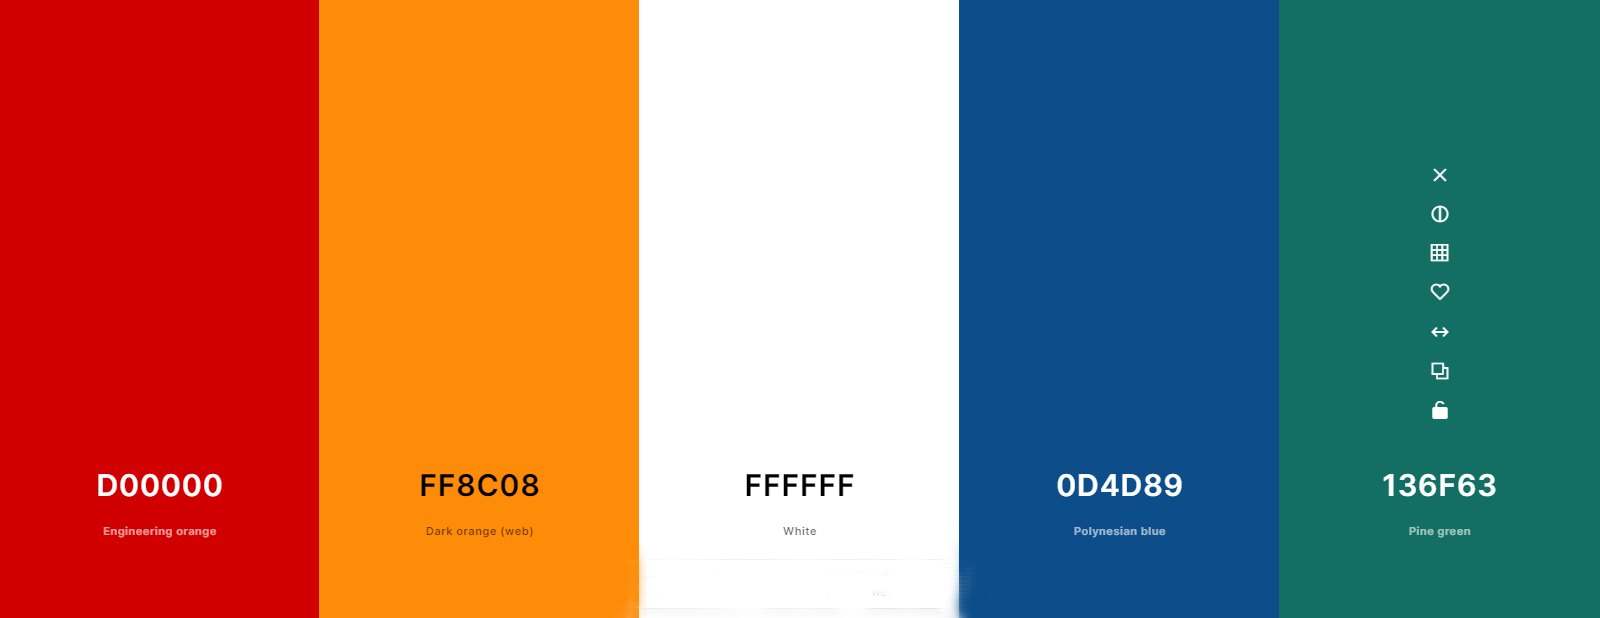 D00000
Engineering orange
FF8C08
Dark orange (web)
FFFFFF
White
0D4D89
Polynesian blue
136F63
Pine green